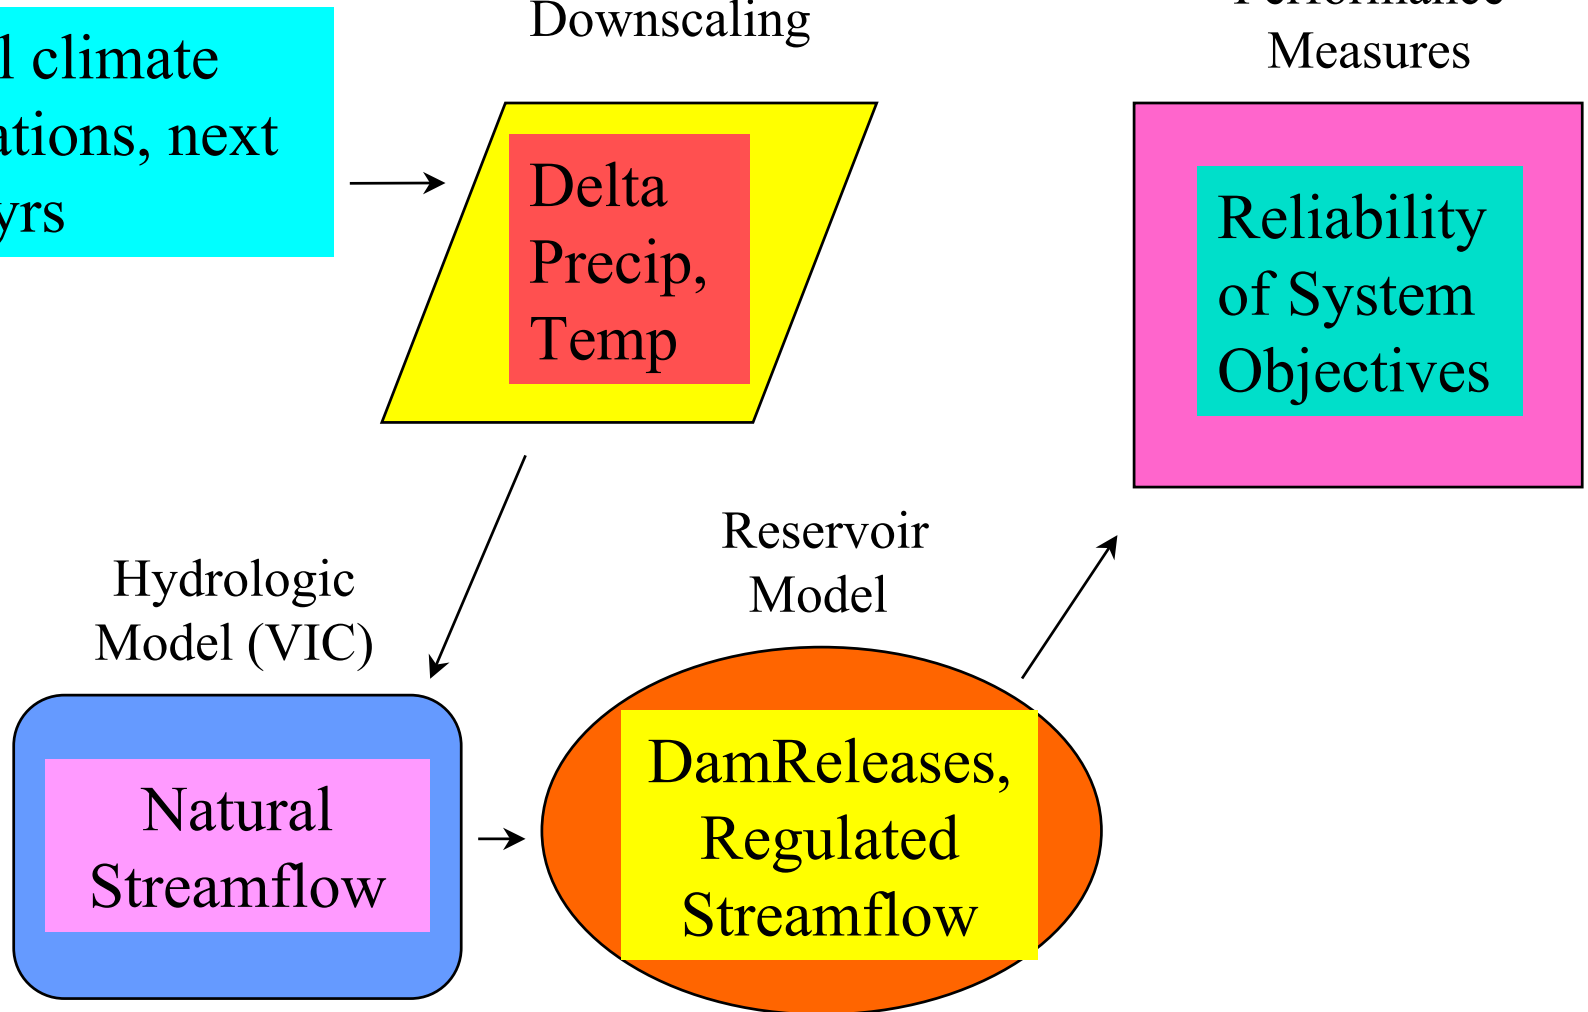 climate
next
yrs
Downscaling
Delta
Precip,
Temp
Measures
Reliability
of System
Objectives
Hydrologic
Model (VIC)
Natural
Streamflow
Reservoir
Model
DamReleases,
Regulated
Streamflow